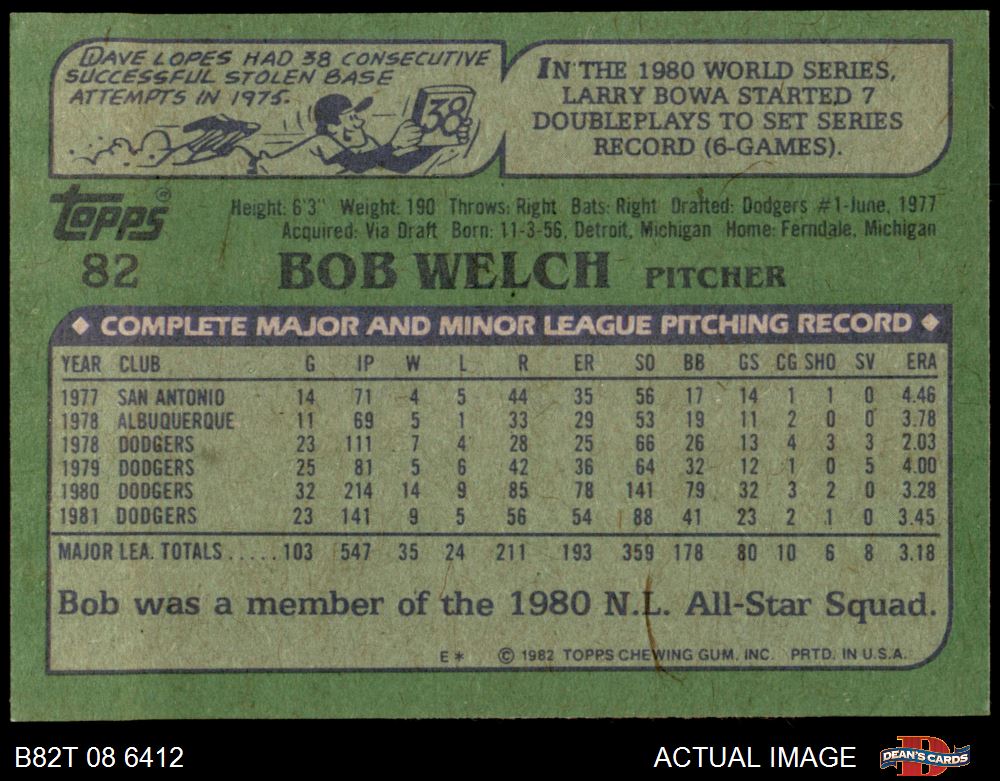 DAVE LOPES HAD 38 CONSECUTIVE
SUCCESSFUL STOLEN BASE
ATTEMPTS IN 1975.
38
IN THE 1980 WORLD SERIES,
LARRY BOWA STARTED 7
DOUBLEPLAYS TO SET SERIES
RECORD (6-GAMES).
Topps®
Height: 6'3" Weight: 190 Throws: Right Bats: Right Drafted: Dodgers #1-June, 1977
Acquired: Via Draft Born: 11-3-56, Detroit, Michigan Home: Ferndale, Michigan
82 BOB WELCH PITCHER
◆ COMPLETE MAJOR AND MINOR LEAGUE PITCHING RECORD ◆
YEAR CLUB G IP W L R ER SO BB GS CG SHO SV ERA
1977 SAN ANTONIO 14 71 4 5 44 35 56 17 14 1 1 0 4.46
1978 ALBUQUERQUE 11 69 5 1 33 29 53 19 11 2 0 0 3.78
1978 DODGERS 23 111 7 4 28 25 66 26 13 4 3 3 2.03
1979 DODGERS 25 81 5 6 42 36 64 32 12 1 0 5 4.00
1980 DODGERS 32 214 14 9 85 78 141 79 32 3 2 0 3.28
1981 DODGERS 23 141 9 5 56 54 88 41 23 2 1 0 3.45
MAJOR LEA. TOTALS ..... 103 547 35 24 211 193 359 178 80 10 6 8 3.18
Bob was a member of the 1980 N.L. All-Star Squad.
E* © 1982 TOPPS CHEWING GUM, INC. PRTD. IN U.S.A.
B82T 08 6412 ACTUAL IMAGE DEAN'S CARDS